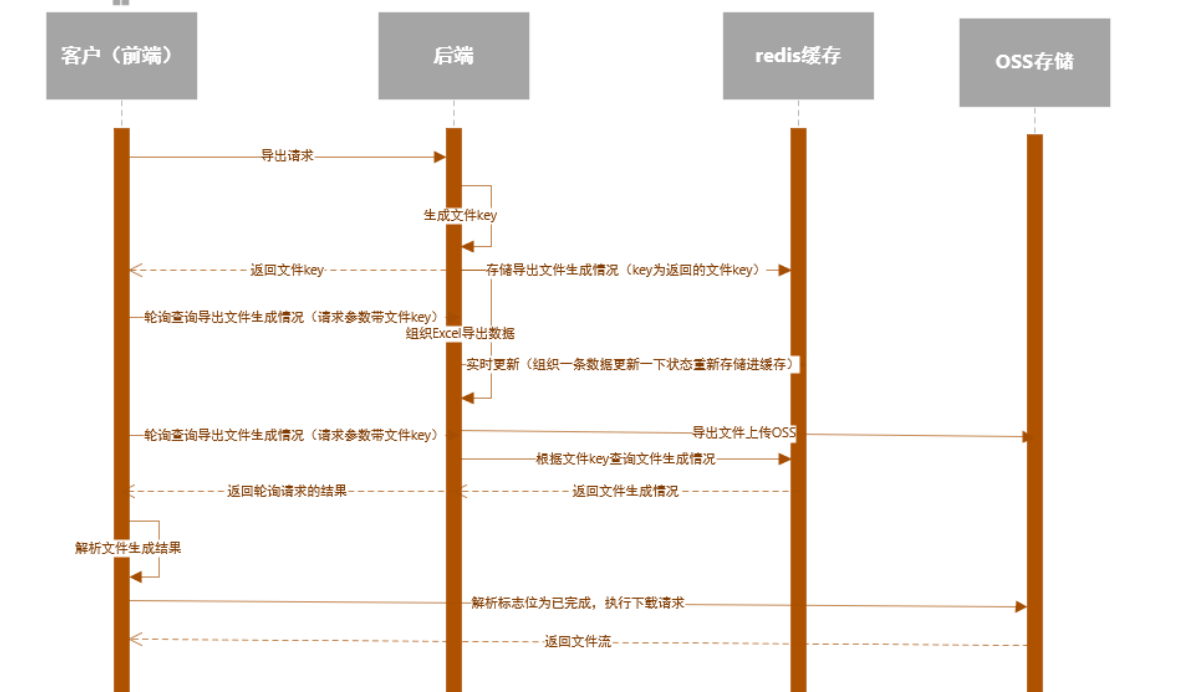 客户（前端）
后端
redis缓存
OSS存储
导出请求
生成文件key
返回文件key
存储导出文件生成情况（key为返回的文件key）
轮询查询导出文件生成情况（请求参数带文件key）
组织Excel导出数据
实时更新（组织一条数据更新一下状态重新存储进缓存）
轮询查询导出文件生成情况（请求参数带文件key）
导出文件上传OSS
根据文件key查询文件生成情况
返回轮询请求的结果
返回文件生成情况
解析文件生成结果
解析标志位为已完成，执行下载请求
返回文件流